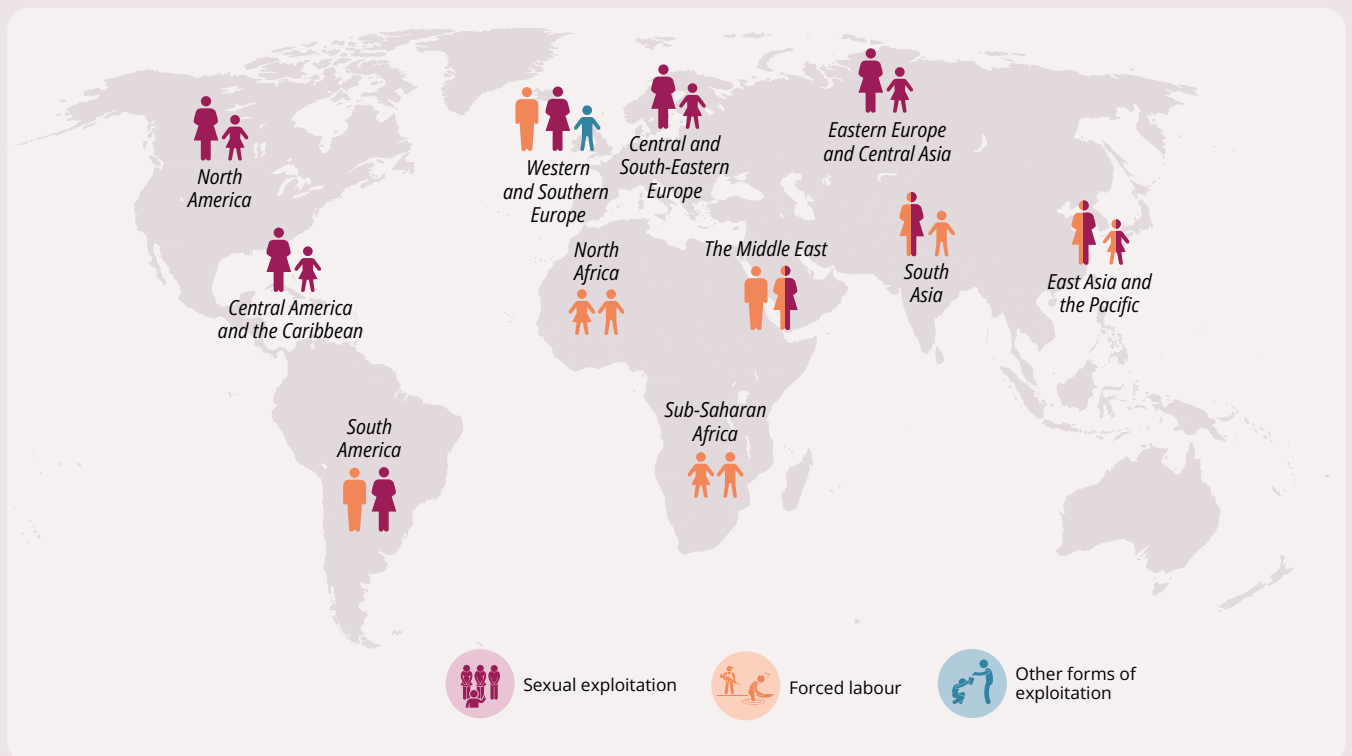 North
America
Central America
and the Caribbean
South
America
Western
and Southern
Europe
Central and
South-Eastern
Europe
Eastern Europe
and Central Asia
North
Africa
The Middle East
South
Asia
East Asia and
the Pacific
Sub-Saharan
Africa
Sexual exploitation
Forced labour
Other forms of
exploitation